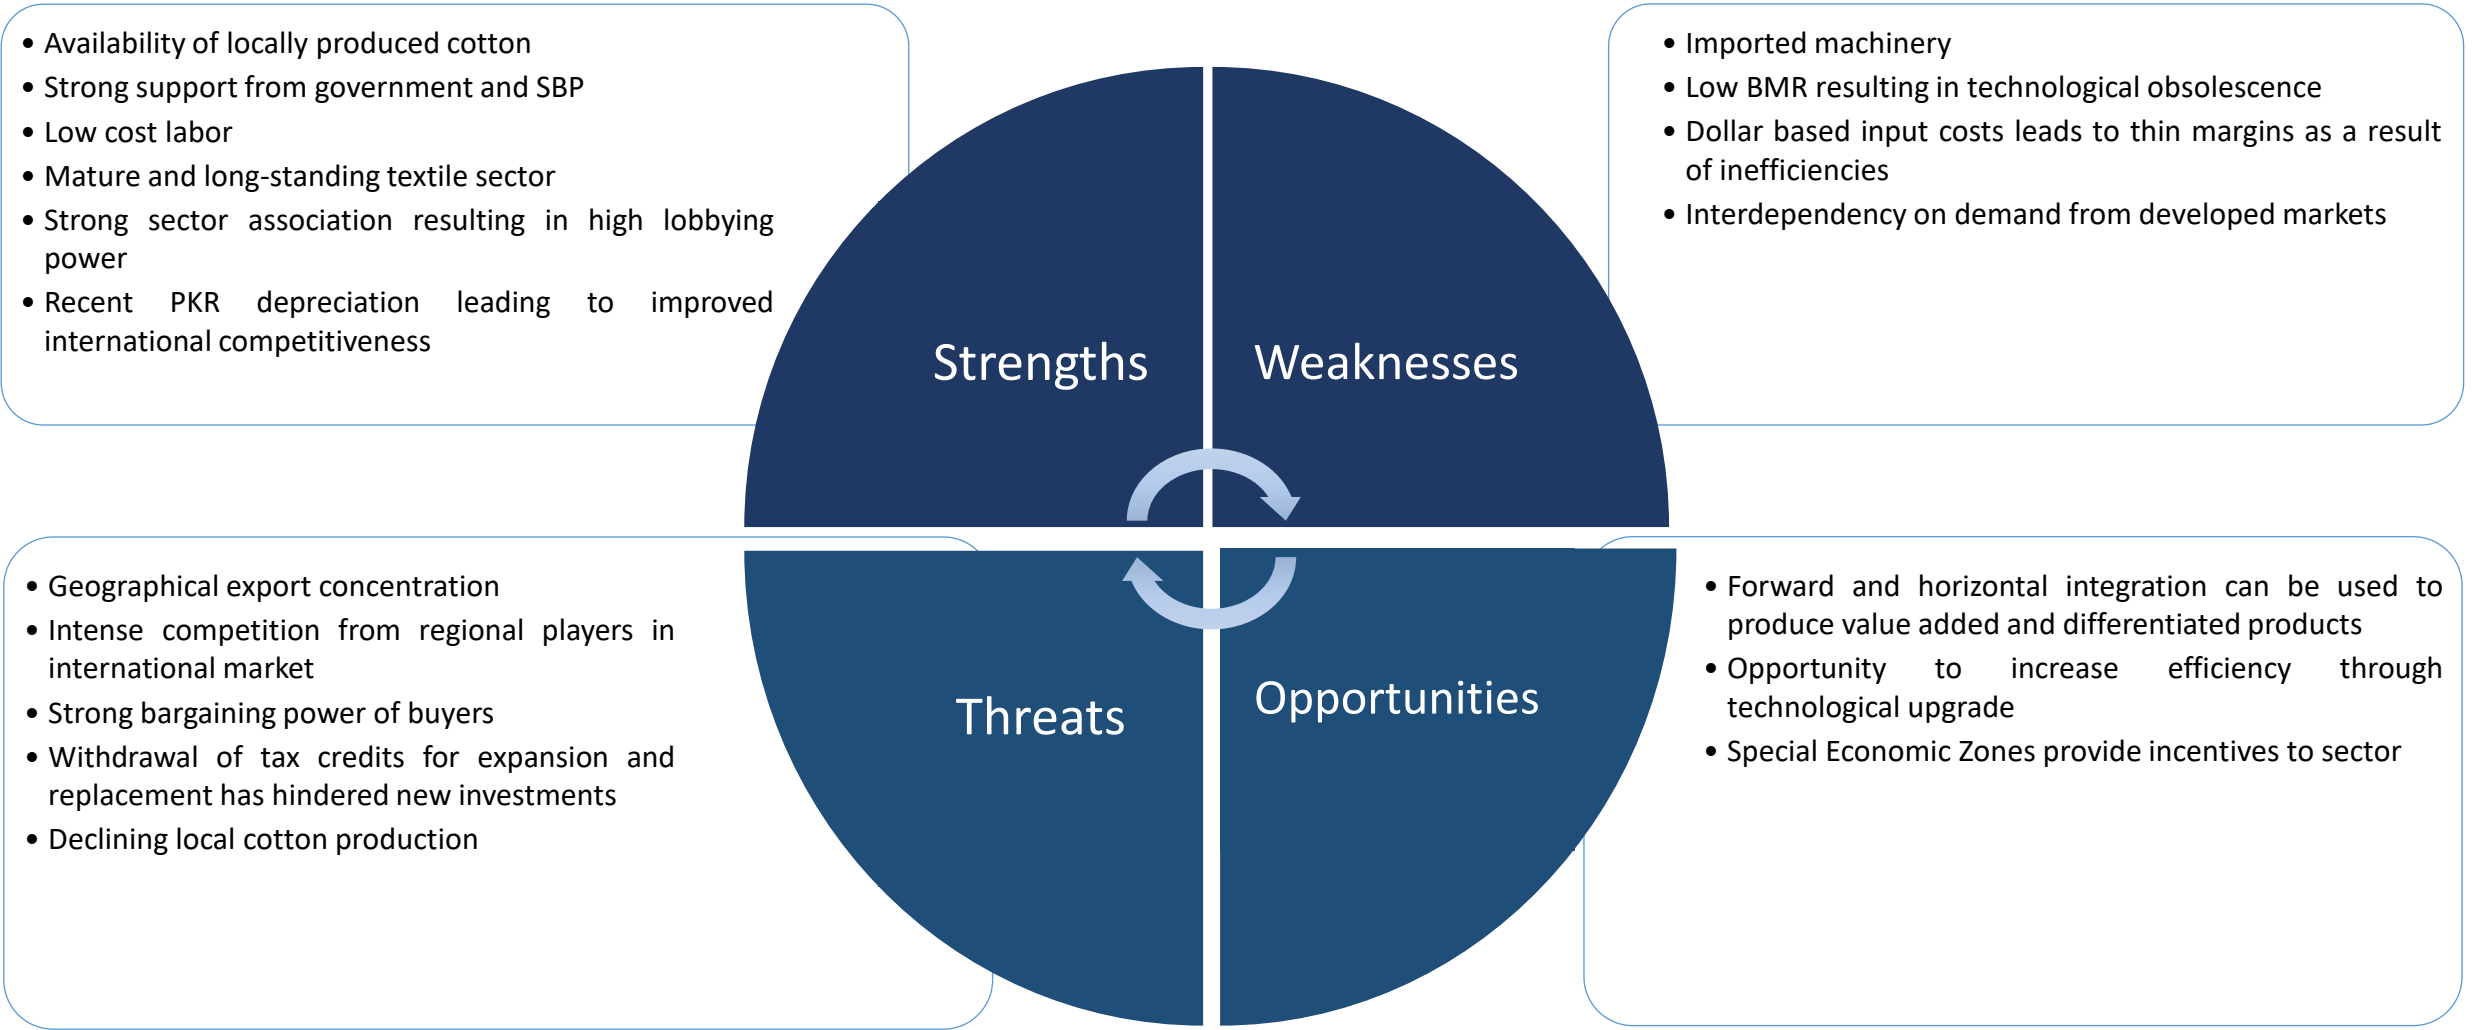 • Availability of locally produced cotton
• Strong support from government and SBP
• Low cost labor
• Mature and long-standing textile sector
• Strong sector association resulting in high lobbying
power
• Recent PKR depreciation leading to improved
international competitiveness
Strengths
Weaknesses
• Imported machinery
• Low BMR resulting in technological obsolescence
• Dollar based input costs leads to thin margins as a result
of inefficiencies
• Interdependency on demand from developed markets
• Geographical export concentration
• Intense competition from regional players in
international market
• Strong bargaining power of buyers
• Withdrawal of tax credits for expansion and
replacement has hindered new investments
• Declining local cotton production
Threats
Opportunities
• Forward and horizontal integration can be used to
produce value added and differentiated products
• Opportunity to increase efficiency through
technological upgrade
• Special Economic Zones provide incentives to sector